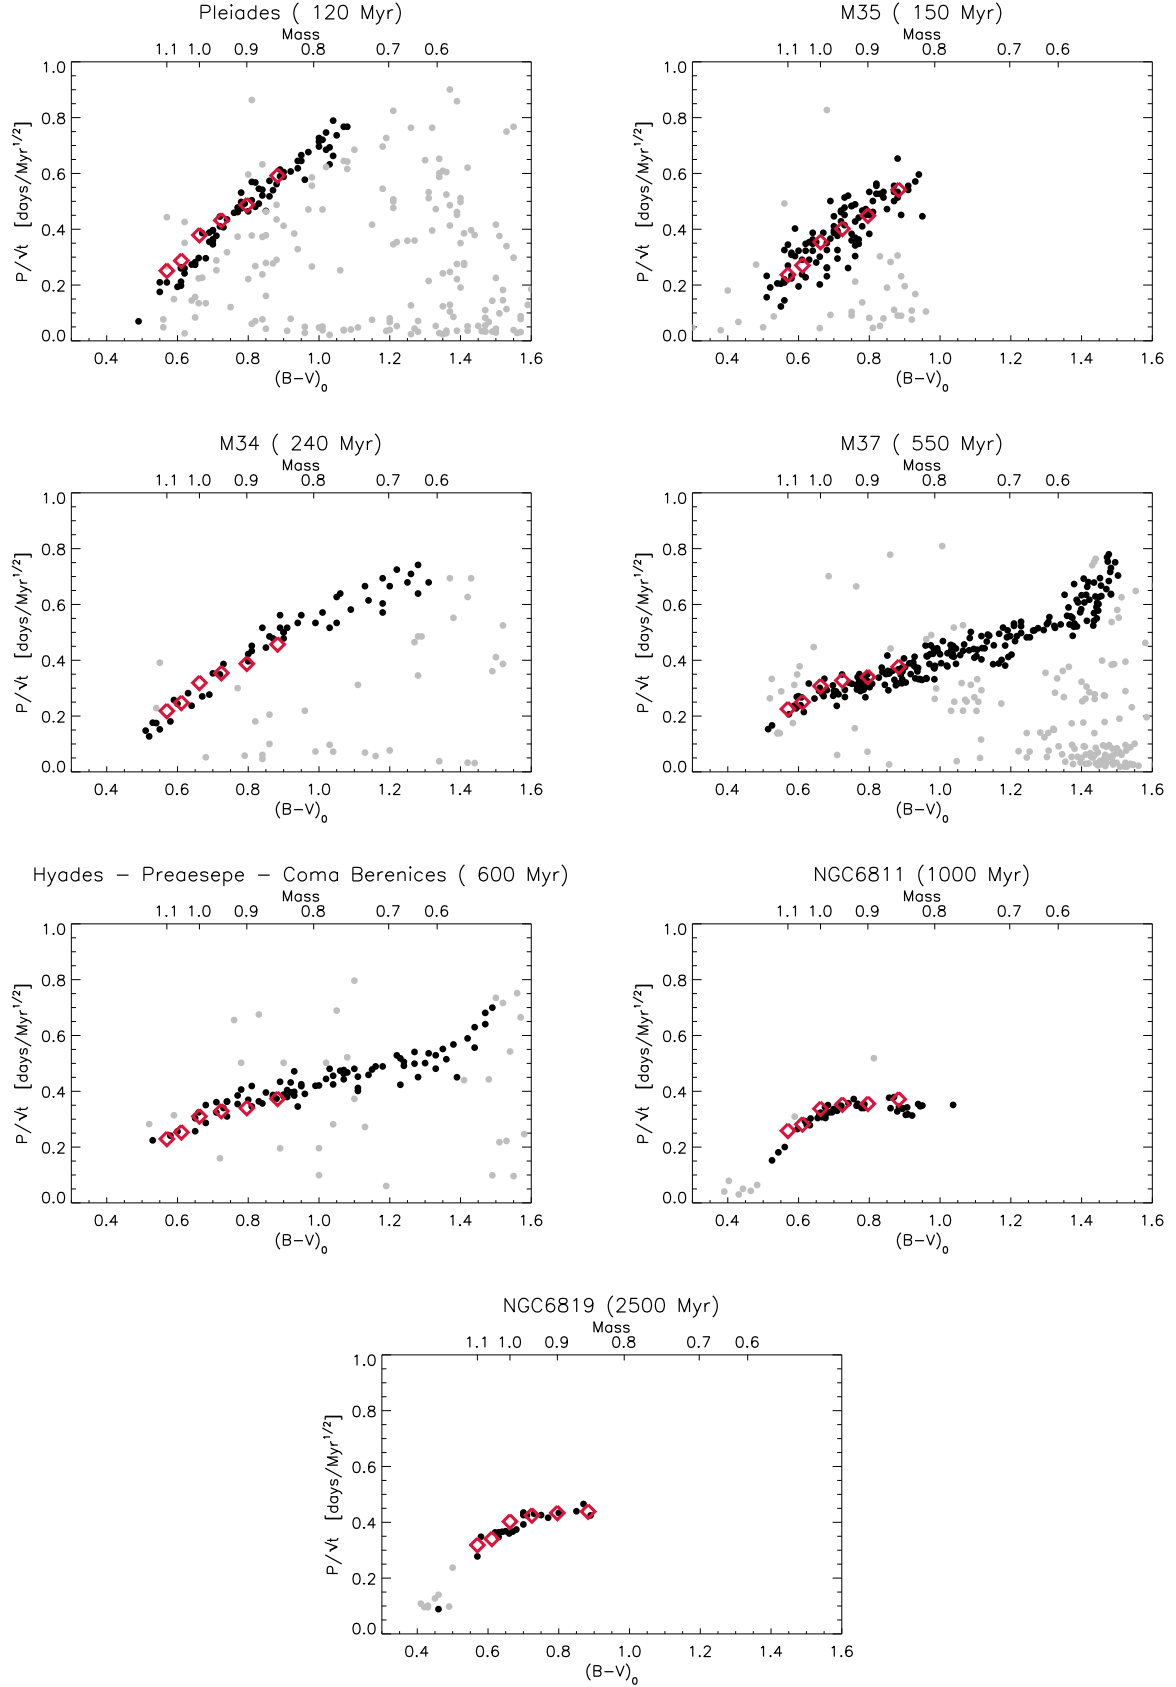 Pleiades ( 120 Myr)
Mass
1.1 1.0 0.9 0.8 0.7 0.6
1.0
0.8
0.6
0.4
0.2
0.0
P/√t [days/Myr^1/2]
0.4 0.6 0.8 1.0 1.2 1.4 1.6
(B−V)₀
M35 ( 150 Myr)
Mass
1.1 1.0 0.9 0.8 0.7 0.6
1.0
0.8
0.6
0.4
0.2
0.0
P/√t [days/Myr^1/2]
0.4 0.6 0.8 1.0 1.2 1.4 1.6
(B−V)₀
M34 ( 240 Myr)
Mass
1.1 1.0 0.9 0.8 0.7 0.6
1.0
0.8
0.6
0.4
0.2
0.0
P/√t [days/Myr^1/2]
0.4 0.6 0.8 1.0 1.2 1.4 1.6
(B−V)₀
M37 ( 550 Myr)
Mass
1.1 1.0 0.9 0.8 0.7 0.6
1.0
0.8
0.6
0.4
0.2
0.0
P/√t [days/Myr^1/2]
0.4 0.6 0.8 1.0 1.2 1.4 1.6
(B−V)₀
Hyades − Preaesepe − Coma Berenices ( 600 Myr)
Mass
1.1 1.0 0.9 0.8 0.7 0.6
1.0
0.8
0.6
0.4
0.2
0.0
P/√t [days/Myr^1/2]
0.4 0.6 0.8 1.0 1.2 1.4 1.6
(B−V)₀
NGC6811 (1000 Myr)
Mass
1.1 1.0 0.9 0.8 0.7 0.6
1.0
0.8
0.6
0.4
0.2
0.0
P/√t [days/Myr^1/2]
0.4 0.6 0.8 1.0 1.2 1.4 1.6
(B−V)₀
NGC6819 (2500 Myr)
Mass
1.1 1.0 0.9 0.8 0.7 0.6
1.0
0.8
0.6
0.4
0.2
0.0
P/√t [days/Myr^1/2]
0.4 0.6 0.8 1.0 1.2 1.4 1.6
(B−V)₀